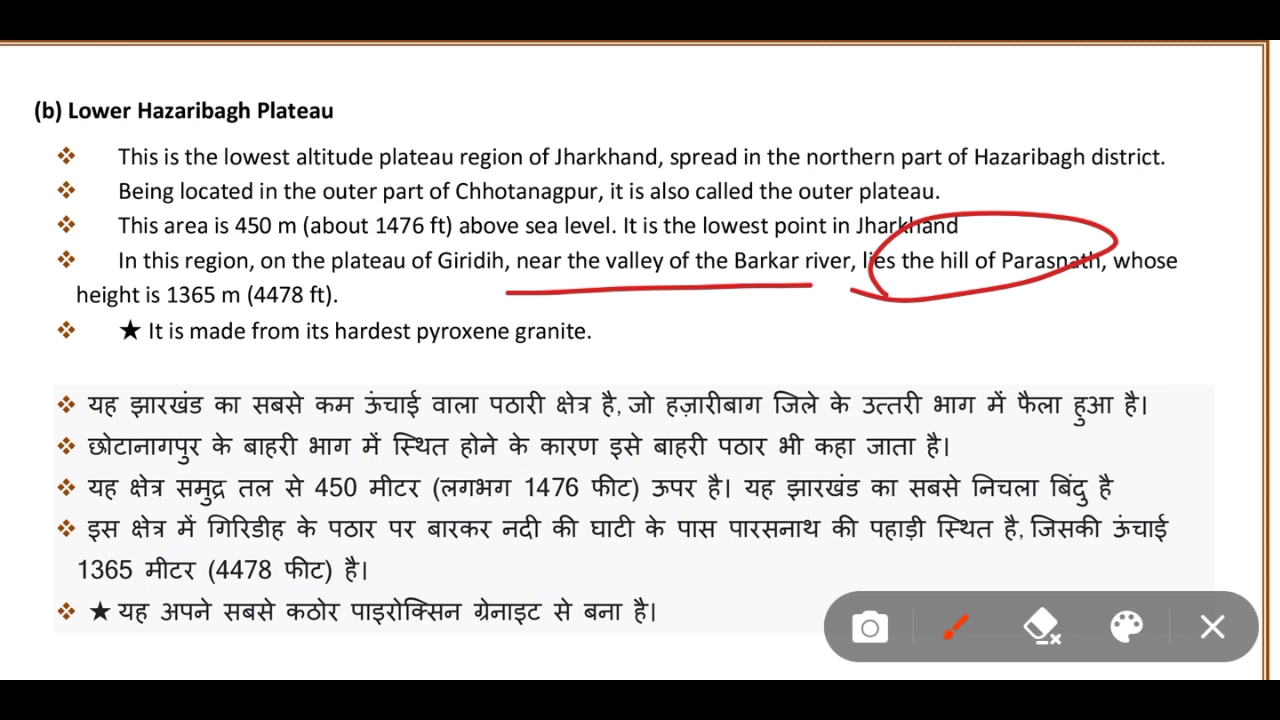 (b) Lower Hazaribagh Plateau
❖ This is the lowest altitude plateau region of Jharkhand, spread in the northern part of Hazaribagh district.
❖ Being located in the outer part of Chhotanagpur, it is also called the outer plateau.
❖ This area is 450 m (about 1476 ft) above sea level. It is the lowest point in Jharkhand
❖ In this region, on the plateau of Giridih, near the valley of the Barkar river, lies the hill of Parasnath, whose
height is 1365 m (4478 ft).
❖ ★ It is made from its hardest pyroxene granite.
❖ यह झारखंड का सबसे कम ऊंचाई वाला पठारी क्षेत्र है, जो हज़ारीबाग जिले के उत्तरी भाग में फैला हुआ है।
❖ छोटानागपुर के बाहरी भाग में स्थित होने के कारण इसे बाहरी पठार भी कहा जाता है।
❖ यह क्षेत्र समुद्र तल से 450 मीटर (लगभग 1476 फीट) ऊपर है। यह झारखंड का सबसे निचला बिंदु है
❖ इस क्षेत्र में गिरिडीह के पठार पर बारकर नदी की घाटी के पास पारसनाथ की पहाड़ी स्थित है, जिसकी ऊंचाई
1365 मीटर (4478 फीट) है।
❖ ★ यह अपने सबसे कठोर पाइरोक्सिन ग्रेनाइट से बना है।